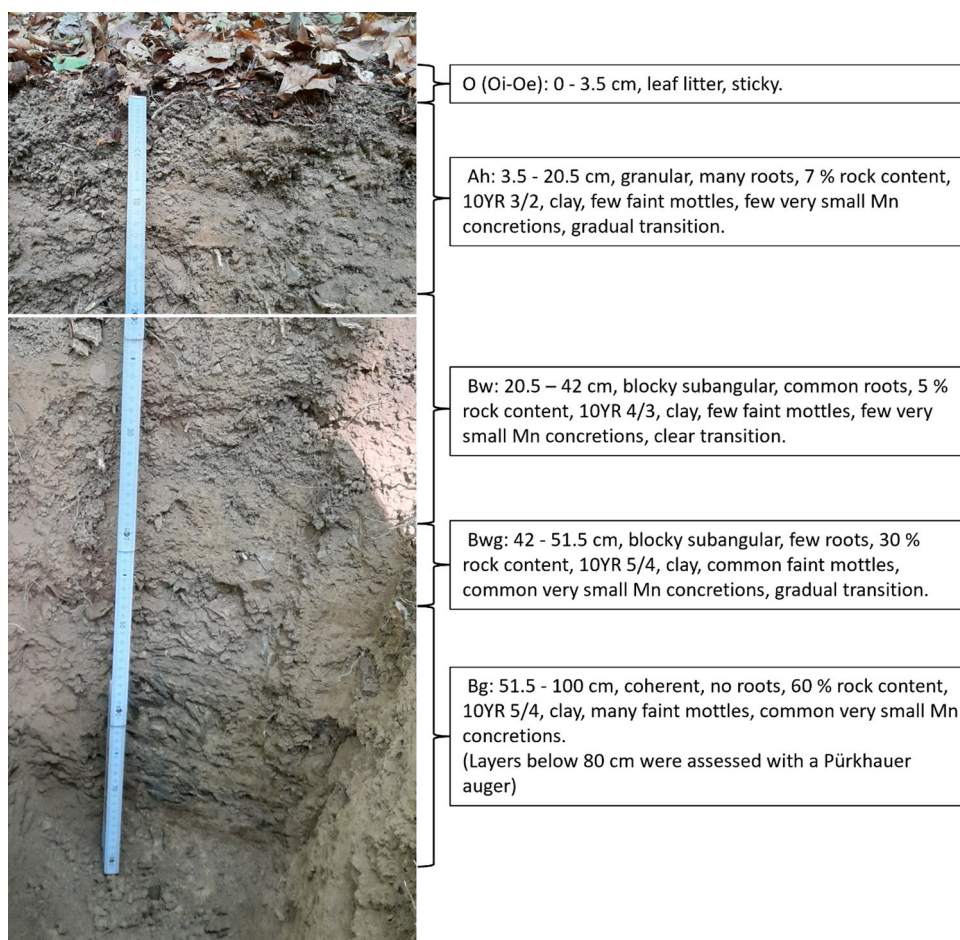 O (Oi-Oe): 0 - 3.5 cm, leaf litter, sticky.
Ah: 3.5 - 20.5 cm, granular, many roots, 7 % rock content,
10YR 3/2, clay, few faint mottles, few very small Mn
concretions, gradual transition.
Bw: 20.5 – 42 cm, blocky subangular, common roots, 5 %
rock content, 10YR 4/3, clay, few faint mottles, few very
small Mn concretions, clear transition.
Bwg: 42 - 51.5 cm, blocky subangular, few roots, 30 %
rock content, 10YR 5/4, clay, common faint mottles,
common very small Mn concretions, gradual transition.
Bg: 51.5 - 100 cm, coherent, no roots, 60 % rock content,
10YR 5/4, clay, many faint mottles, common very small Mn
concretions.
(Layers below 80 cm were assessed with a Pürkhauer
auger)